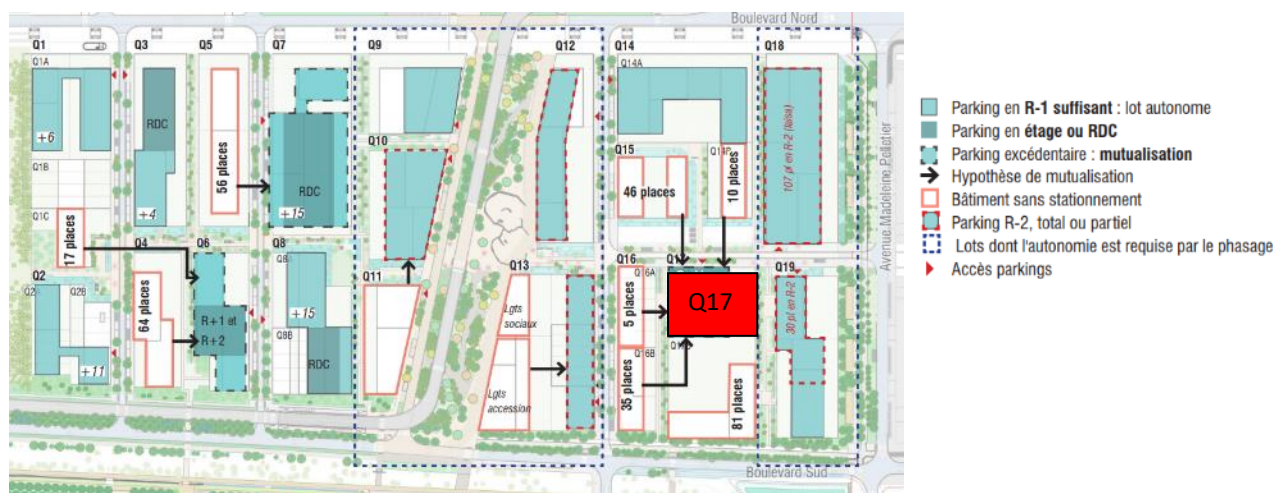 Boulevard Nord
Q1
Q3
Q5
Q7
Q9
Q12
Q14
Q18
Q1A
Q14A
+6
RDC
56 places
RDC
+15
Q10
107 pl en R-2 (taisa)
Avenue Madeleine Pelletier
Q1B
Q15
Q14B
46 places
10 places
Q1C
+4
17 places
Q4
Q6
Q8
Q2
Q11
Q13
Q16
Q19
Q2B
Q16A
64 places
R+1 et
R+2
+15
Lgts
sociaux
5 places
Q17
30 pl en R-2
Q8B
RDC
Q16B
+11
Lgts
accession
35 places
81 places
Boulevard Sud
Parking en R-1 suffisant : lot autonome
Parking en étage ou RDC
Parking excédentaire : mutualisation
Hypothèse de mutualisation
Bâtiment sans stationnement
Parking R-2, total ou partiel
Lots dont l'autonomie est requise par le phasage
Accès parkings